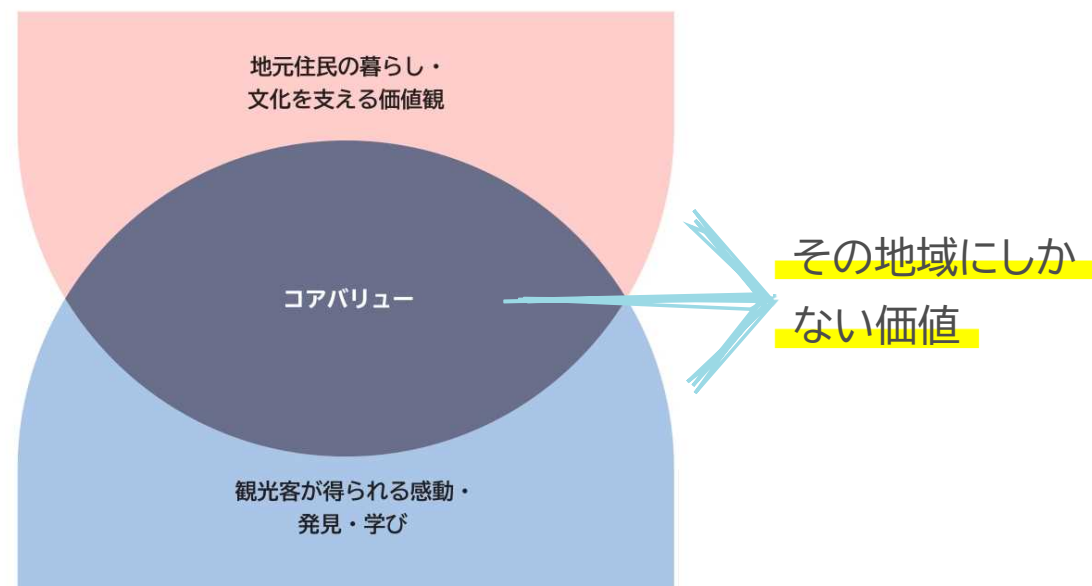 地元住民の暮らし・
文化を支える価値観
コアバリュー
その地域にしか
ない価値
観光客が得られる感動・
発見・学び